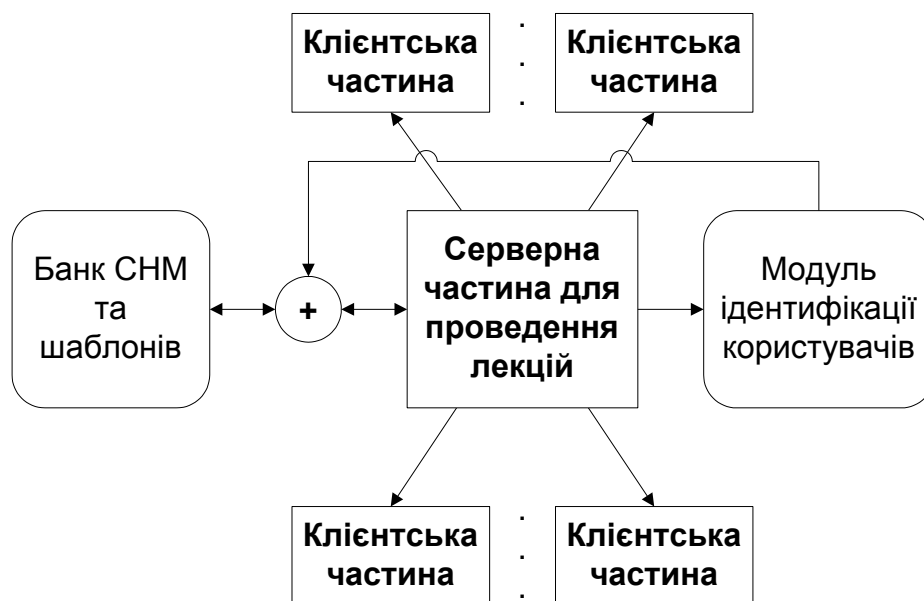 Клієнтська
частина
Клієнтська
частина
Банк СНМ
та
шаблонів
+
Серверна
частина для
проведення
лекцій
Модуль
ідентифікації
користувачів
Клієнтська
частина
Клієнтська
частина